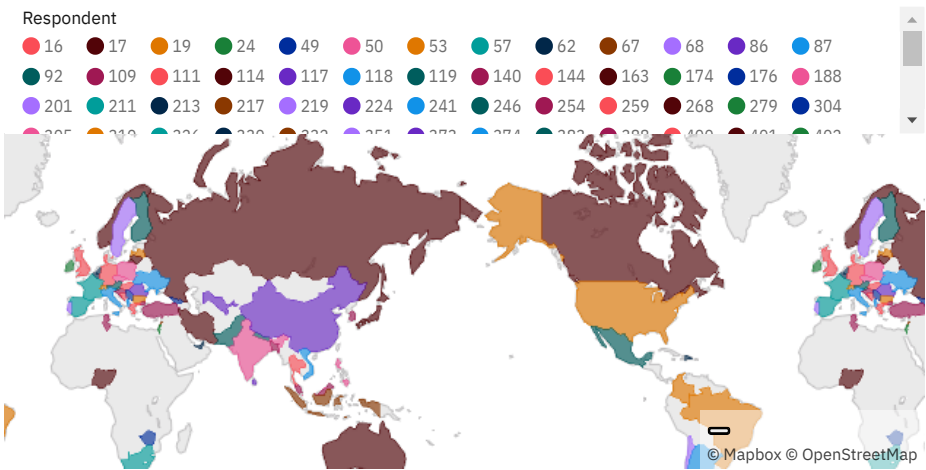 Respondent
16 17 19 24 49 50 53 57 62 67 68 86 87
92 109 111 114 117 118 119 140 144 163 174 176 188
201 211 213 217 219 224 241 246 254 259 268 279 304
© Mapbox © OpenStreetMap